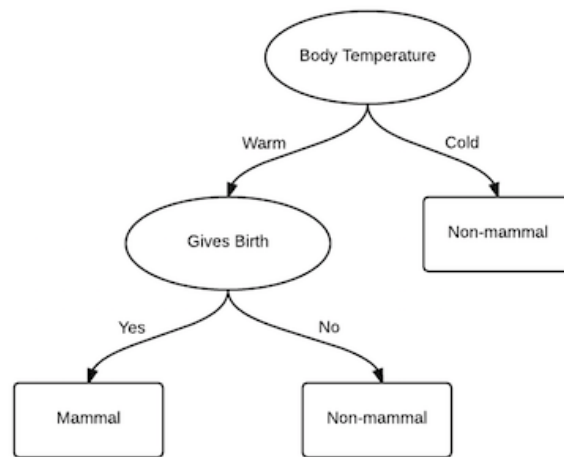 Body Temperature
Warm
Cold
Gives Birth
Non-mammal
Yes
No
Mammal
Non-mammal